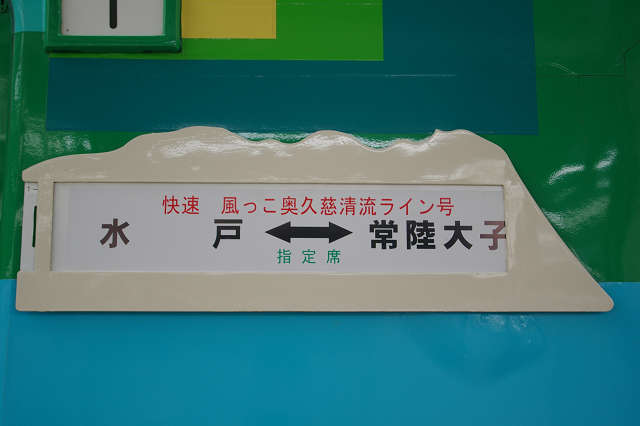 快速　風っこ奥久慈清流ライン号
水　戸 ⟷ 常陸大子
指定席